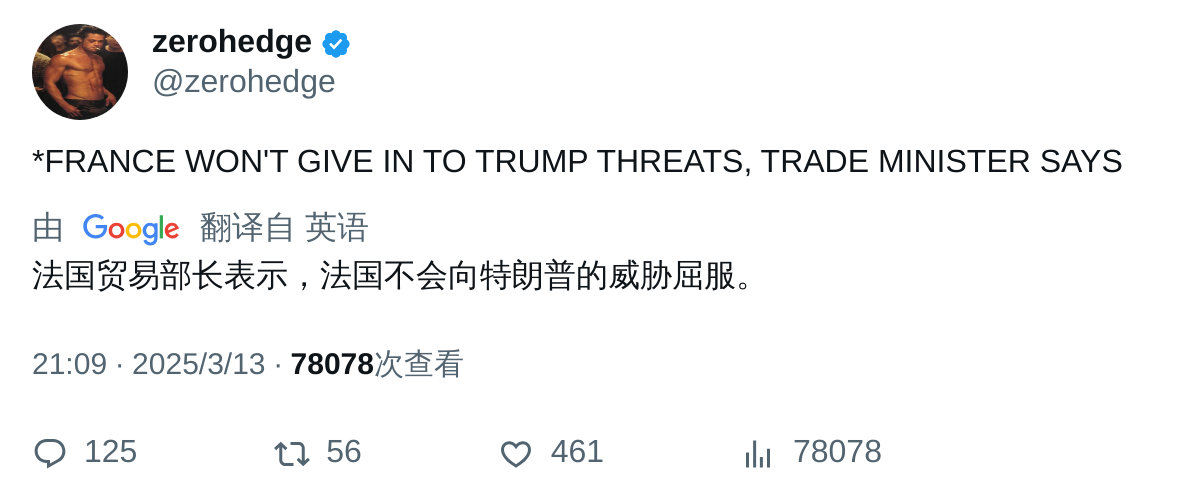 zerohedge
@zerohedge
*FRANCE WON'T GIVE IN TO TRUMP THREATS, TRADE MINISTER SAYS
由 Google 翻译自 英语
法国贸易部长表示，法国不会向特朗普的威胁屈服。
21:09 · 2025/3/13 · 78078次查看
125 56 461 78078